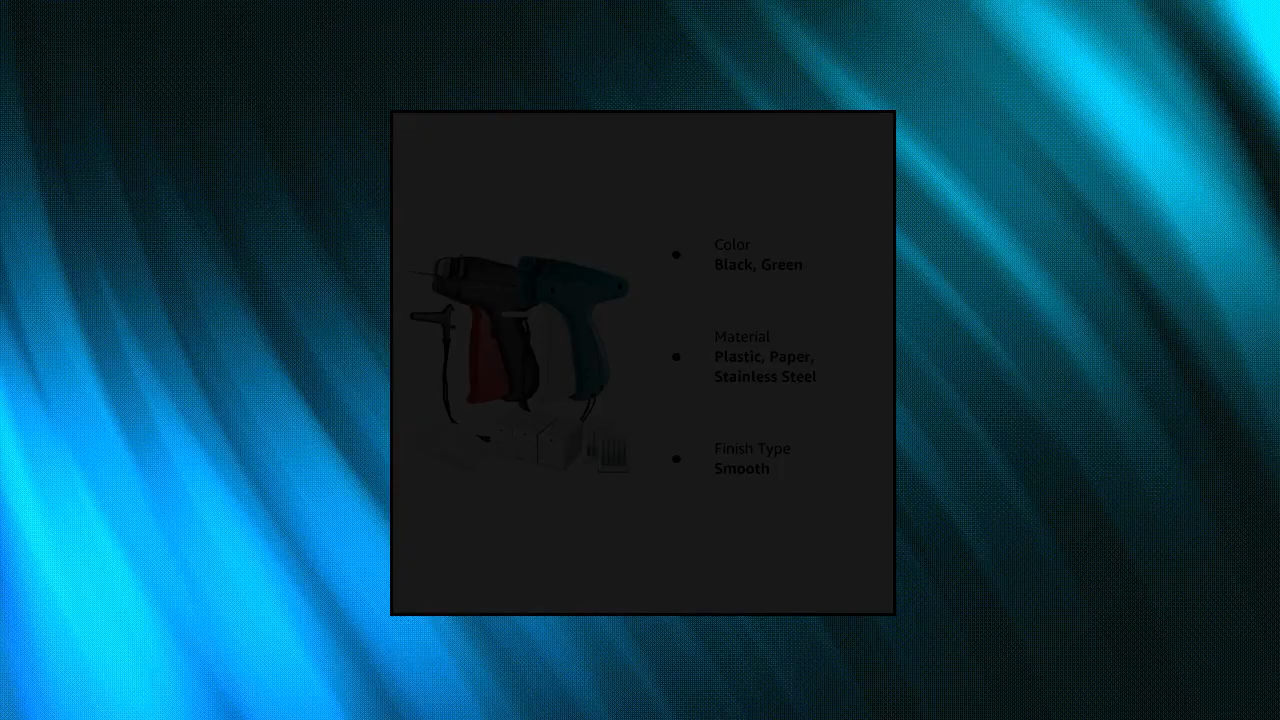 Color
Black, Green
Material
Plastic, Paper,
Stainless Steel
Finish Type
Smooth